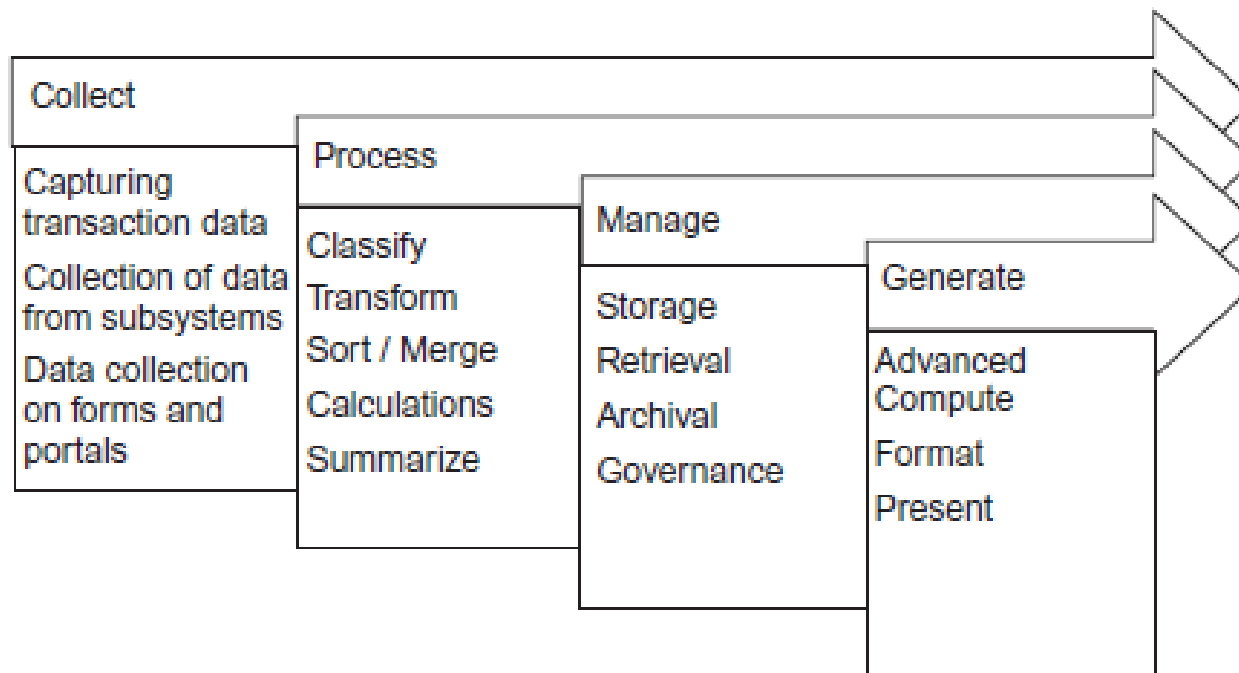 Collect
Capturing
transaction data
Collection of data
from subsystems
Data collection
on forms and
portals
Process
Classify
Transform
Sort / Merge
Calculations
Summarize
Manage
Storage
Retrieval
Archival
Governance
Generate
Advanced
Compute
Format
Present